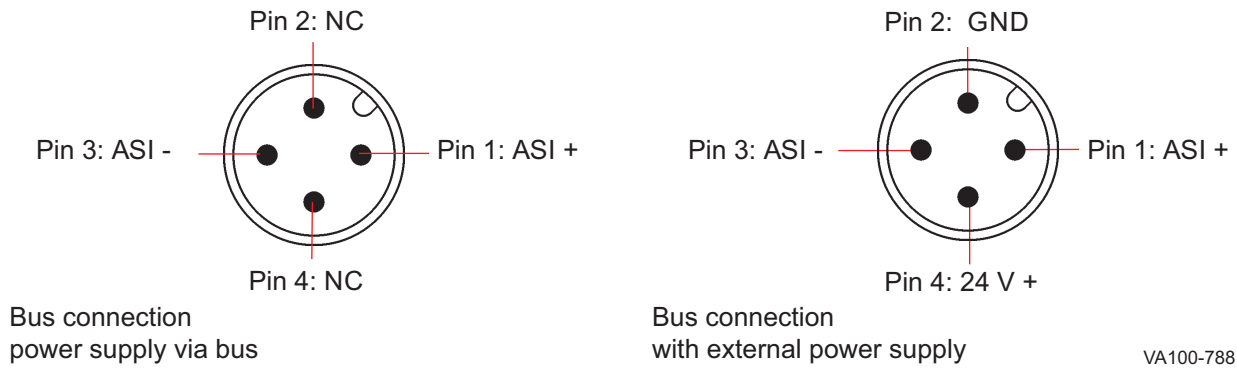 Pin 2: NC
Pin 3: ASI -
Pin 1: ASI +
Pin 4: NC
Bus connection
power supply via bus
Pin 2: GND
Pin 3: ASI -
Pin 1: ASI +
Pin 4: 24 V +
Bus connection
with external power supply
VA100-788